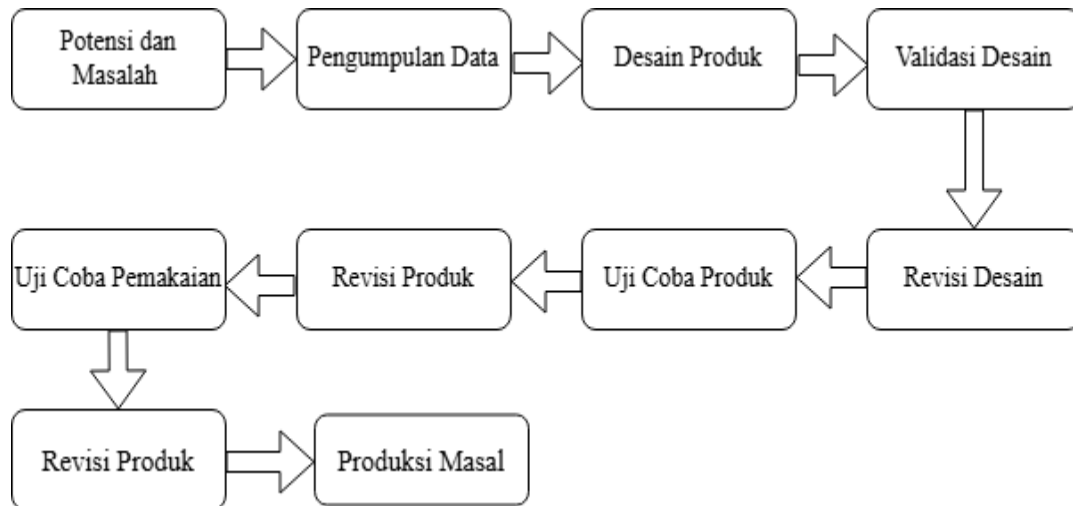 Potensi dan
Masalah
Pengumpulan Data
Desain Produk
Validasi Desain
Revisi Desain
Uji Coba Produk
Revisi Produk
Uji Coba Pemakaian
Revisi Produk
Produksi Masal